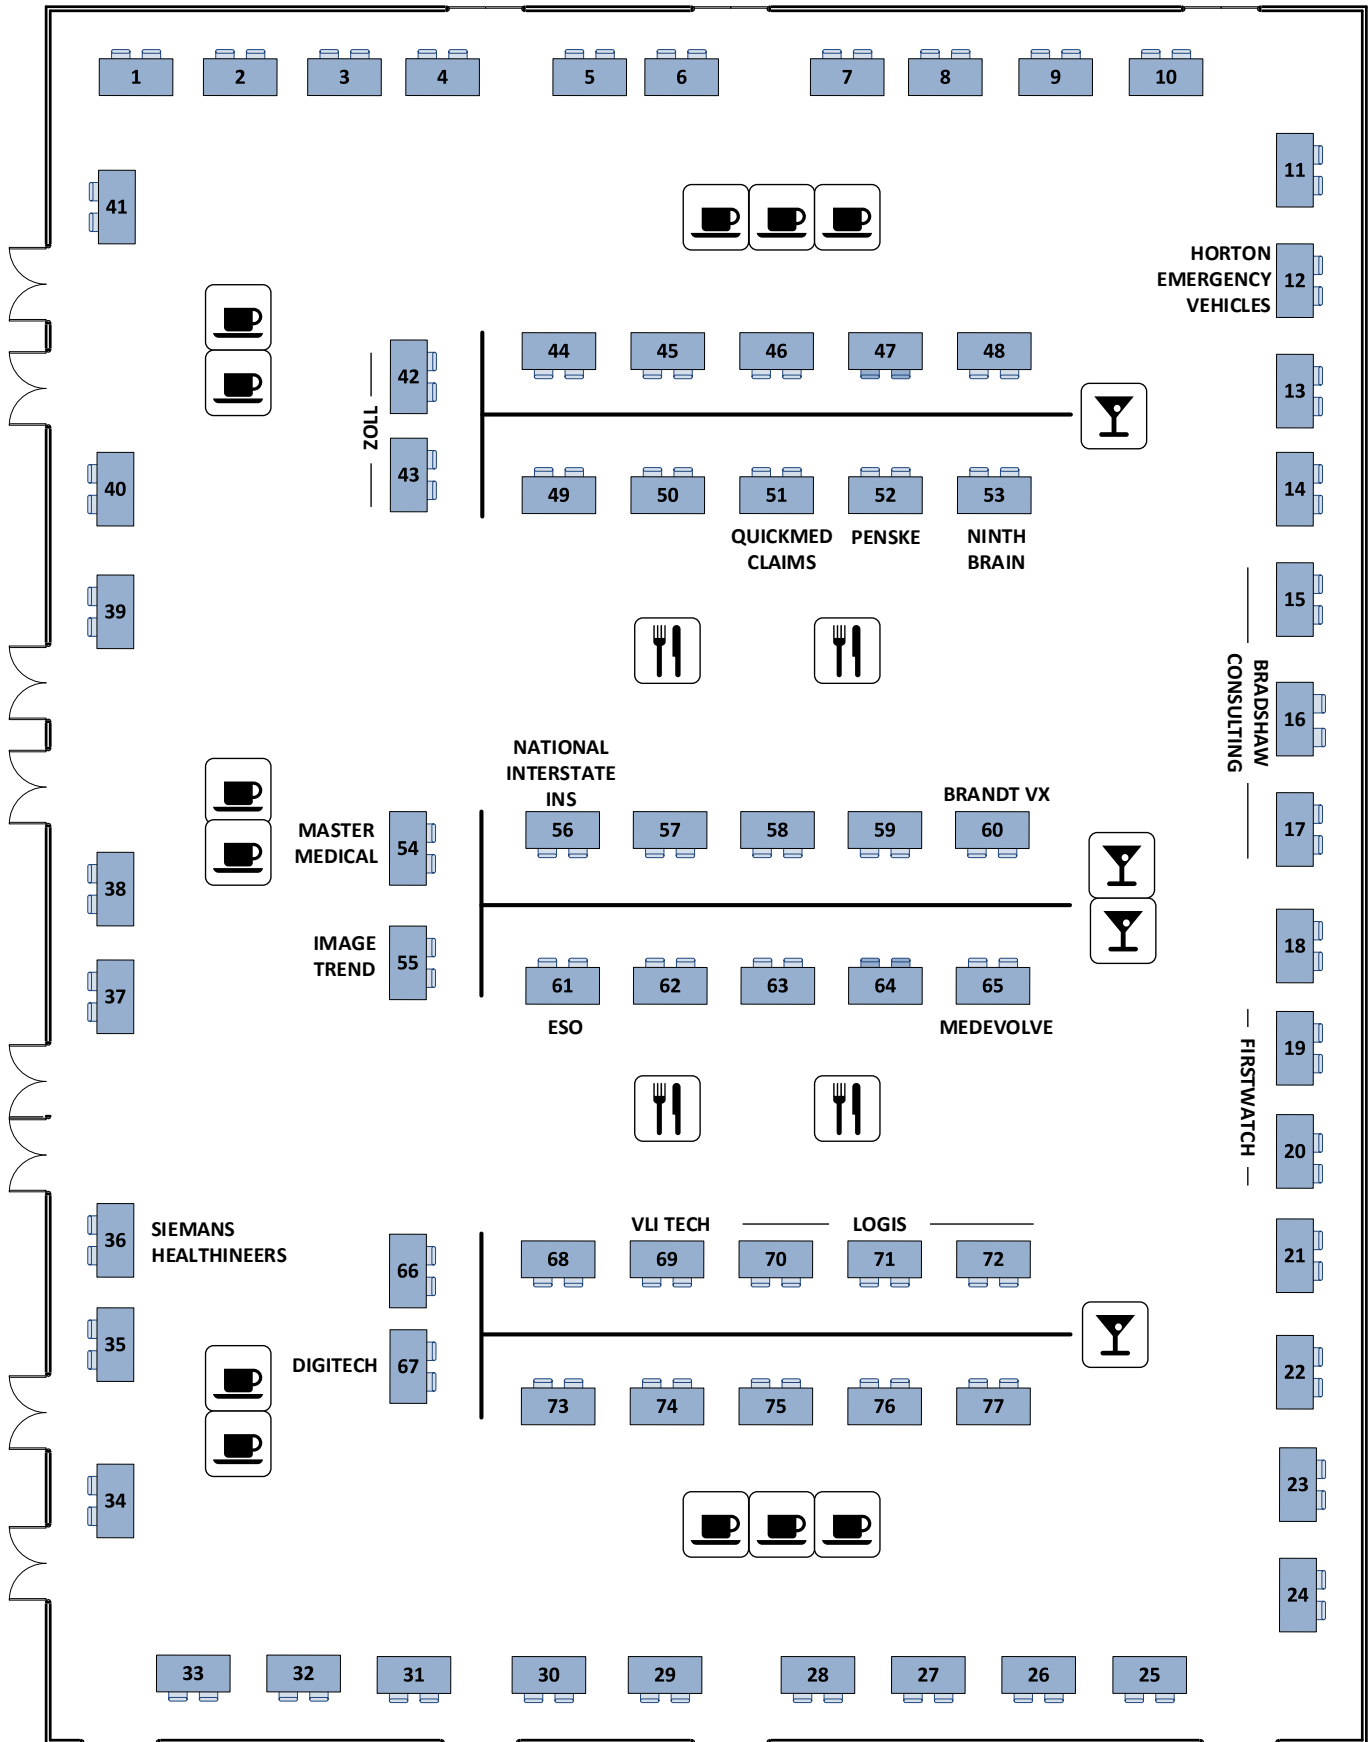 1 2 3 4 5 6 7 8 9 10
11
41
HORTON
EMERGENCY
VEHICLES
12
42
44 45 46 47 48
13
ZOLL
43
40
49 50 51 52 53
14
QUICKMED
CLAIMS
PENSKE
NINTH
BRAIN
39
15
BRADSHAW
CONSULTING
16
NATIONAL
INTERSTATE
INS
BRANDT VX
56 57 58 59 60
17
MASTER
MEDICAL
54
38
18
IMAGE
TREND
55
37
61 62 63 64 65
ESO
MEDEVOLVE
19
FIRSTWATCH
20
SIEMANS
HEALTHINEERS
36
VLI TECH
LOGIS
66
68 69 70 71 72
21
35
DIGITECH
67
22
73 74 75 76 77
34
23
24
33 32 31 30 29 28 27 26 25